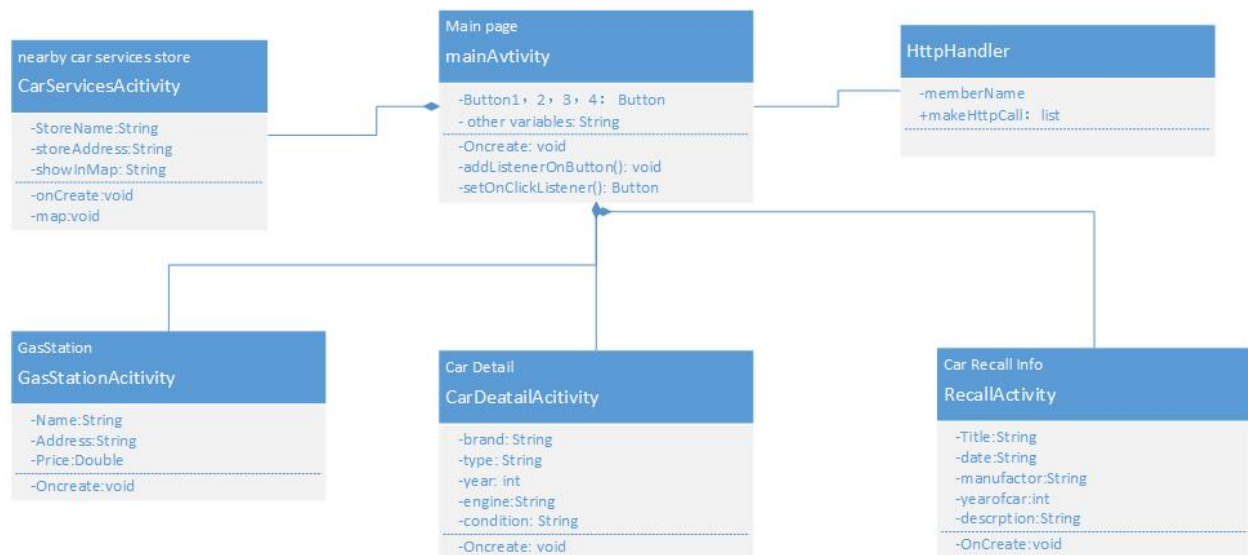 nearby car services store
CarServicesAcitivity
-StoreName:String
-storeAddress:String
-showInMap: String
-onCreate:void
-map:void
Main page
mainAvtivity
-Button1，2，3，4： Button
- other variables: String
-Oncreate: void
-addListenerOnButton(): void
-setOnClickListener(): Button
HttpHandler
-memberName
+makeHttpCall： list
GasStation
GasStationAcitivity
-Name:String
-Address:String
-Price:Double
-Oncreate:void
Car Detail
CarDeatailAcitivity
-brand: String
-type: String
-year: int
-engine:String
-condition: String
-Oncreate: void
Car Recall Info
RecallActivity
-Title:String
-date:String
-manufactor:String
-yearofcar:int
-descrption:String
-OnCreate:void